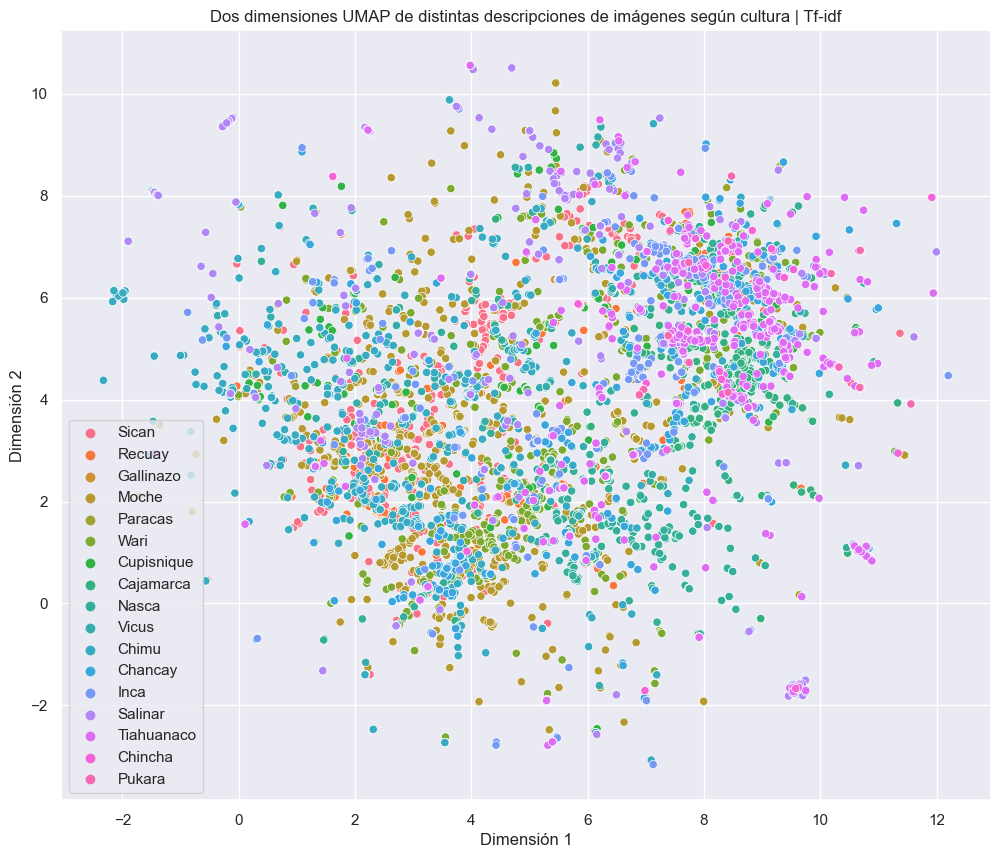 Dos dimensiones UMAP de distintas descripciones de imágenes según cultura | Tf-idf
10
8
6
4
2
0
−2
Dimensión 2
Sican
Recuay
Gallinazo
Moche
Paracas
Wari
Cupisnique
Cajamarca
Nasca
Vicus
Chimu
Chancay
Inca
Salinar
Tiahuanaco
Chincha
Pukara
−2 0 2 4 6 8 10 12
Dimensión 1